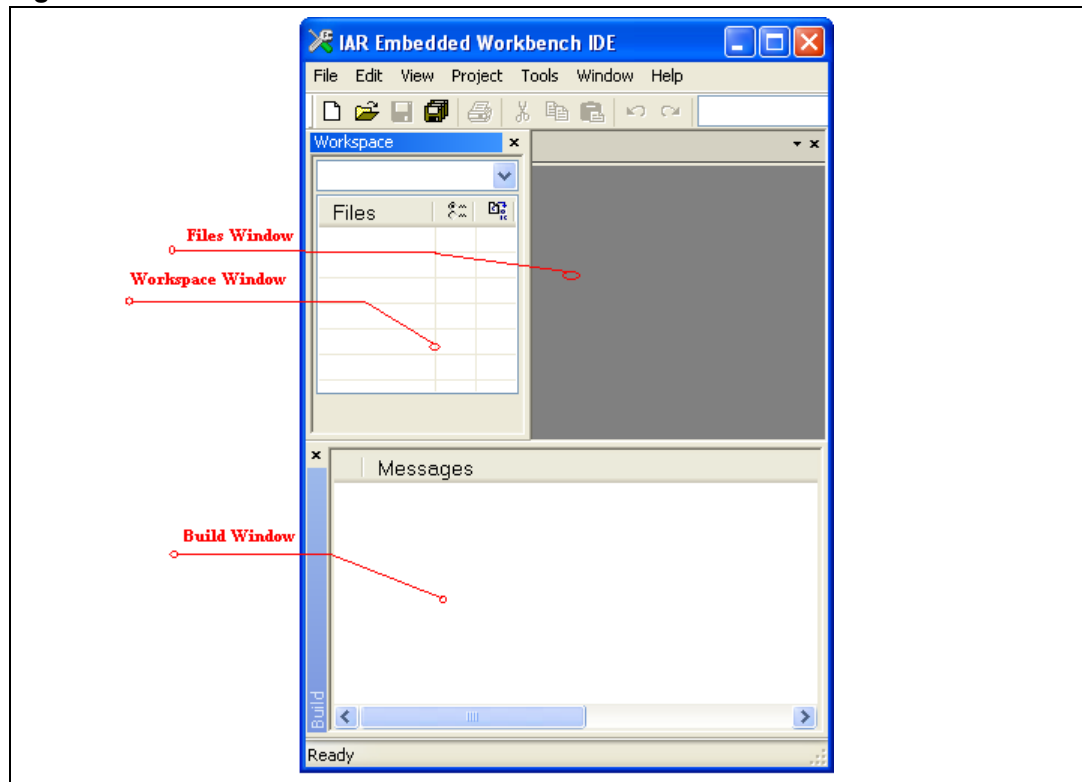 IAR Embedded Workbench IDE
File Edit View Project Tools Window Help
Workspace
Files
Files Window
Workspace Window
Messages
Build Window
Build
Ready